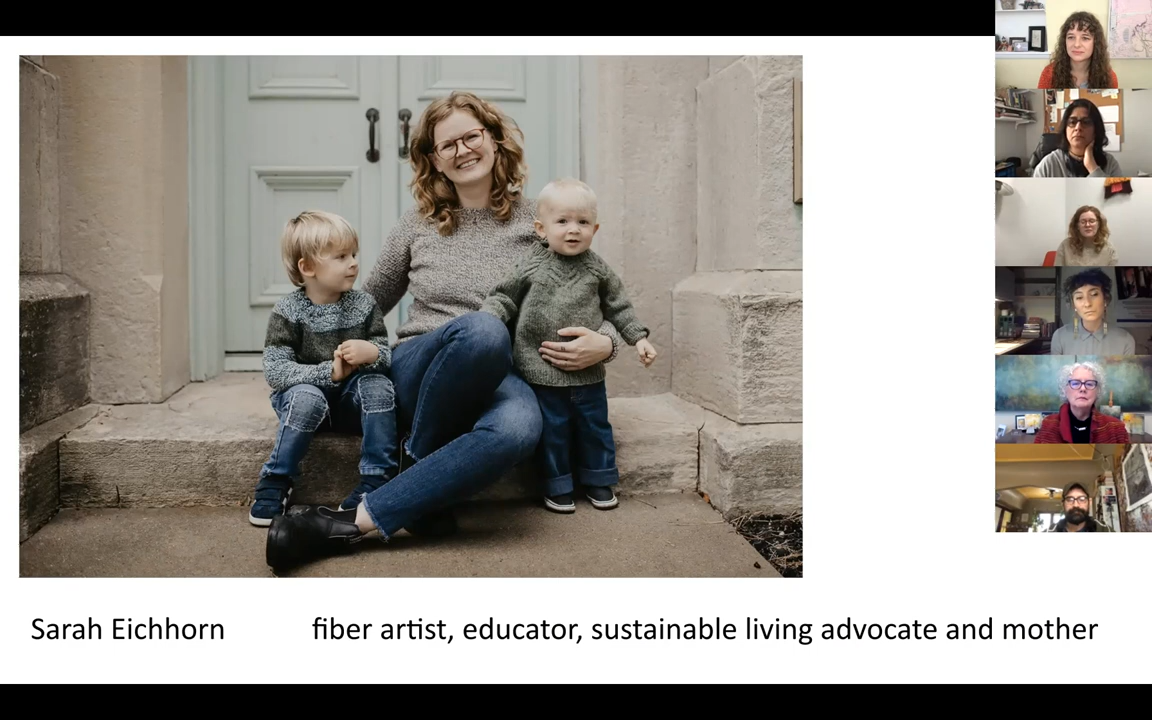 Sarah Eichhorn fiber artist, educator, sustainable living advocate and mother